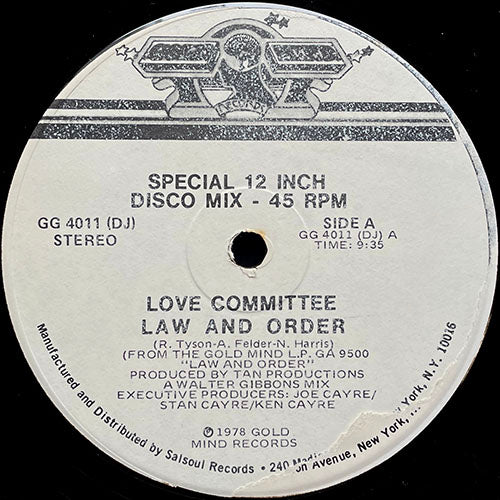 RECORDS
SPECIAL 12 INCH
DISCO MIX - 45 RPM
GG 4011 (DJ)
STEREO
SIDE A
GG 4011 (DJ) A
TIME: 9:35
LOVE COMMITTEE
LAW AND ORDER
(R. Tyson-A. Felder-N. Harris)
(FROM THE GOLD MIND L.P. GA 9500
"LAW AND ORDER")
PRODUCED BY TAN PRODUCTIONS
A WALTER GIBBONS MIX
EXECUTIVE PRODUCERS: JOE CAYRE/
STAN CAYRE/KEN CAYRE
℗ 1978 GOLD
MIND RECORDS
Manufactured and Distributed by Salsoul Records • 240 on Avenue, New York, N.Y. 10016